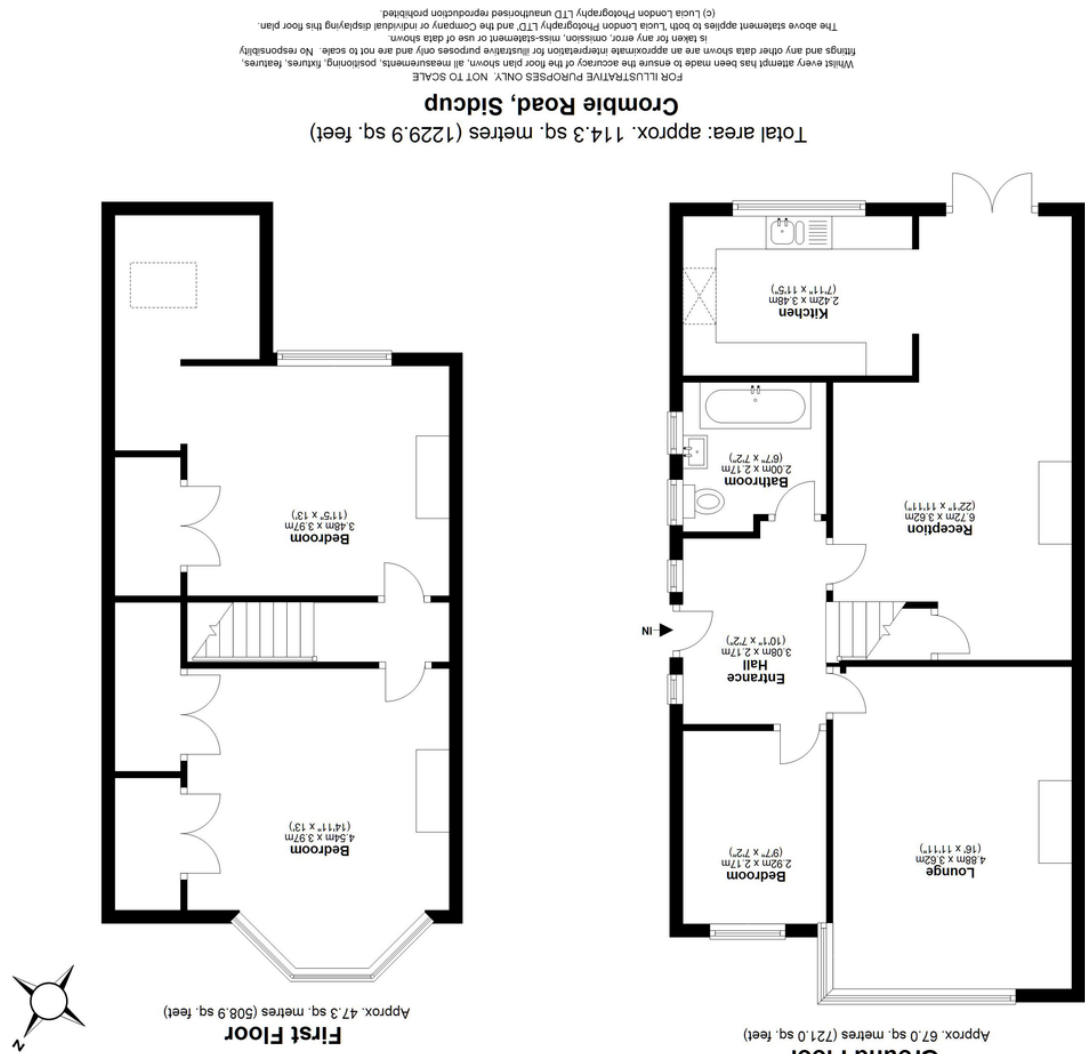 Ground Floor
Approx. 67.0 sq. metres (721.0 sq. feet)
Lounge
4.88m x 3.62m
(16' x 11'11")
Bedroom
2.92m x 2.17m
(9'7" x 7'2")
Entrance
Hall
3.08m x 2.17m
(10'1" x 7'2")
IN
Reception
6.72m x 3.62m
(22'1" x 11'11")
Bathroom
2.00m x 2.17m
(6'7" x 7'2")
Kitchen
2.42m x 3.48m
(7'11" x 11'5")
First Floor
Approx. 47.3 sq. metres (508.9 sq. feet)
N
Bedroom
4.54m x 3.97m
(14'11" x 13')
Bedroom
3.48m x 3.97m
(11'5" x 13')
Total area: approx. 114.3 sq. metres (1229.9 sq. feet)
Crombie Road, Sidcup
FOR ILLUSTRATIVE PUROPSES ONLY. NOT TO SCALE
Whilst every attempt has been made to ensure the accuracy of the floor plan shown, all measurements, positioning, fixtures, features,
fittings and any other data shown are an approximate interpretation for illustrative purposes only and are not to scale. No responsiblity
is taken for any error, omission, miss-statement or use of data shown.
The above statement applies to both 'Lucia London Photography LTD' and the Company or individual displaying this floor plan.
(c) Lucia London Photography LTD unauthorised reproduction prohibited.